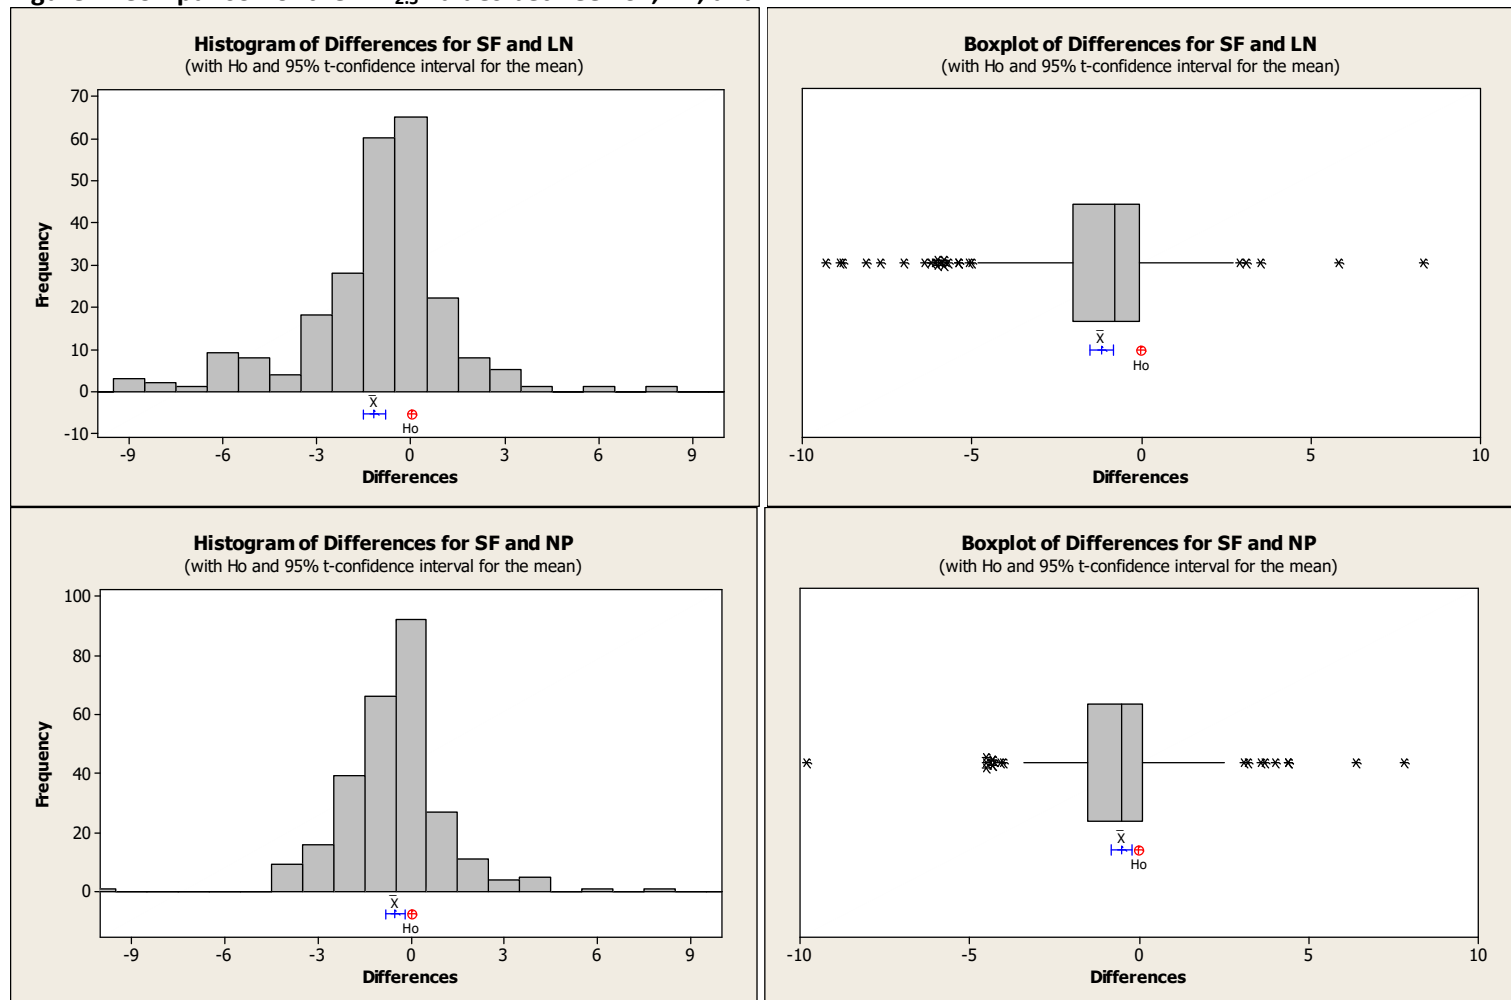 Histogram of Differences for SF and LN
(with Ho and 95% t-confidence interval for the mean)
70
60
50
40
30
20
10
0
-10
Frequency
X̄
Ho
-9 -6 -3 0 3 6 9
Differences
Boxplot of Differences for SF and LN
(with Ho and 95% t-confidence interval for the mean)
X̄
Ho
-10 -5 0 5 10
Differences
Histogram of Differences for SF and NP
(with Ho and 95% t-confidence interval for the mean)
100
80
60
40
20
0
Frequency
X̄
Ho
-9 -6 -3 0 3 6 9
Differences
Boxplot of Differences for SF and NP
(with Ho and 95% t-confidence interval for the mean)
X̄
Ho
-10 -5 0 5 10
Differences